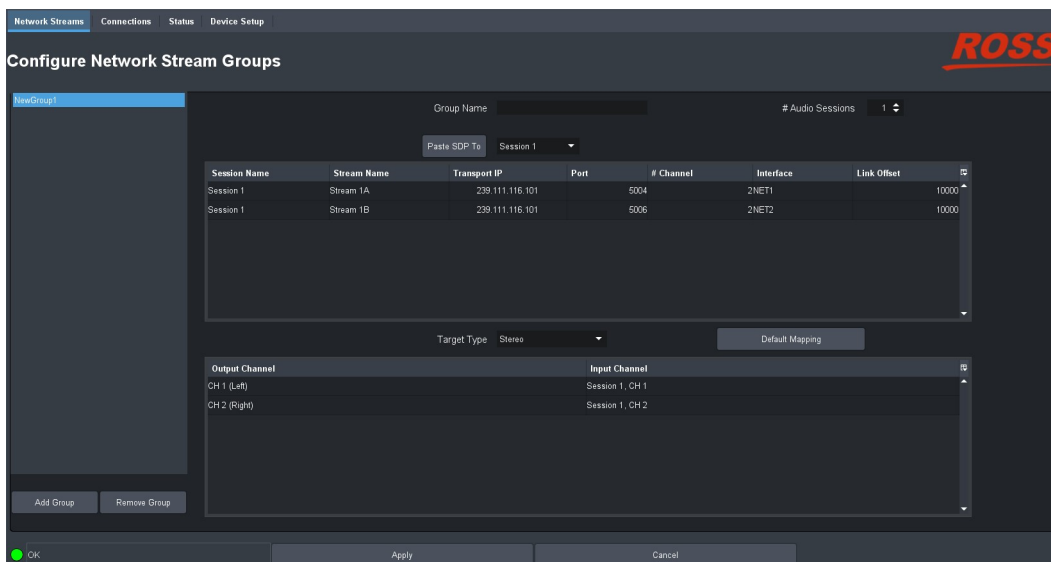 Network Streams Connections Status Device Setup
ROSS
Configure Network Stream Groups
NewGroup1
Group Name # Audio Sessions 1
Paste SDP To Session 1
Session Name Stream Name Transport IP Port # Channel Interface Link Offset
Session 1 Stream 1A 239.111.116.101 5004 2 NET1 10000
Session 1 Stream 1B 239.111.116.101 5006 2 NET2 10000
Target Type Stereo Default Mapping
Output Channel Input Channel
CH 1 (Left) Session 1, CH 1
CH 2 (Right) Session 1, CH 2
Add Group Remove Group
OK Apply Cancel